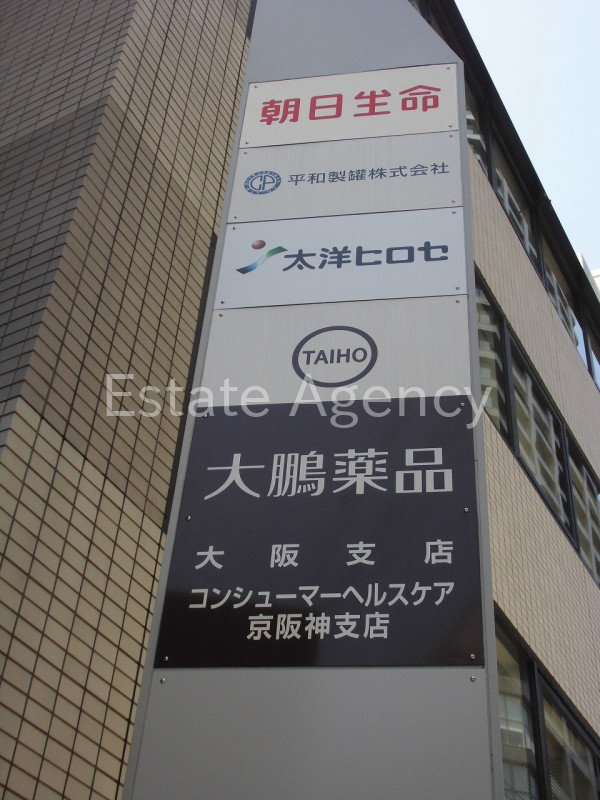 朝日生命
平和製罐株式会社
太洋ヒロセ
TAIHO
Estate Agency
大鵬薬品
大阪支店
コンシューマーヘルスケア
京阪神支店